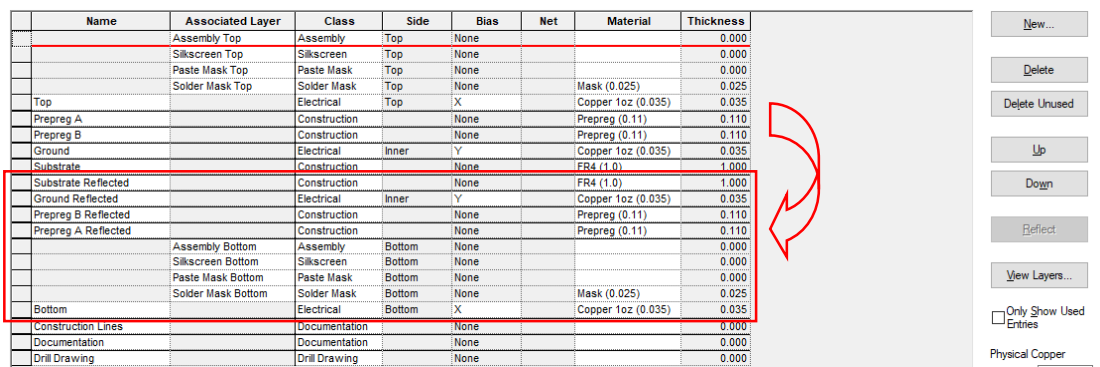 Name Associated Layer Class Side Bias Net Material Thickness
Assembly Top Assembly Top None 0.000
Silkscreen Top Silkscreen Top None 0.000
Paste Mask Top Paste Mask Top None 0.000
Solder Mask Top Solder Mask Top None Mask (0.025) 0.025
Top Electrical Top X Copper 1oz (0.035) 0.035
Prepreg A Construction None Prepreg (0.11) 0.110
Prepreg B Construction None Prepreg (0.11) 0.110
Ground Electrical Inner Y Copper 1oz (0.035) 0.035
Substrate Construction None FR4 (1.0) 1.000
Substrate Reflected Construction None FR4 (1.0) 1.000
Ground Reflected Electrical Inner Y Copper 1oz (0.035) 0.035
Prepreg B Reflected Construction None Prepreg (0.11) 0.110
Prepreg A Reflected Construction None Prepreg (0.11) 0.110
Assembly Bottom Assembly Bottom None 0.000
Silkscreen Bottom Silkscreen Bottom None 0.000
Paste Mask Bottom Paste Mask Bottom None 0.000
Solder Mask Bottom Solder Mask Bottom None Mask (0.025) 0.025
Bottom Electrical Bottom X Copper 1oz (0.035) 0.035
Construction Lines Documentation None 0.000
Documentation Documentation None 0.000
Drill Drawing Drill Drawing None 0.000
New...
Delete
Delete Unused
Up
Down
Reflect
View Layers...
Only Show Used
Entries
Physical Copper